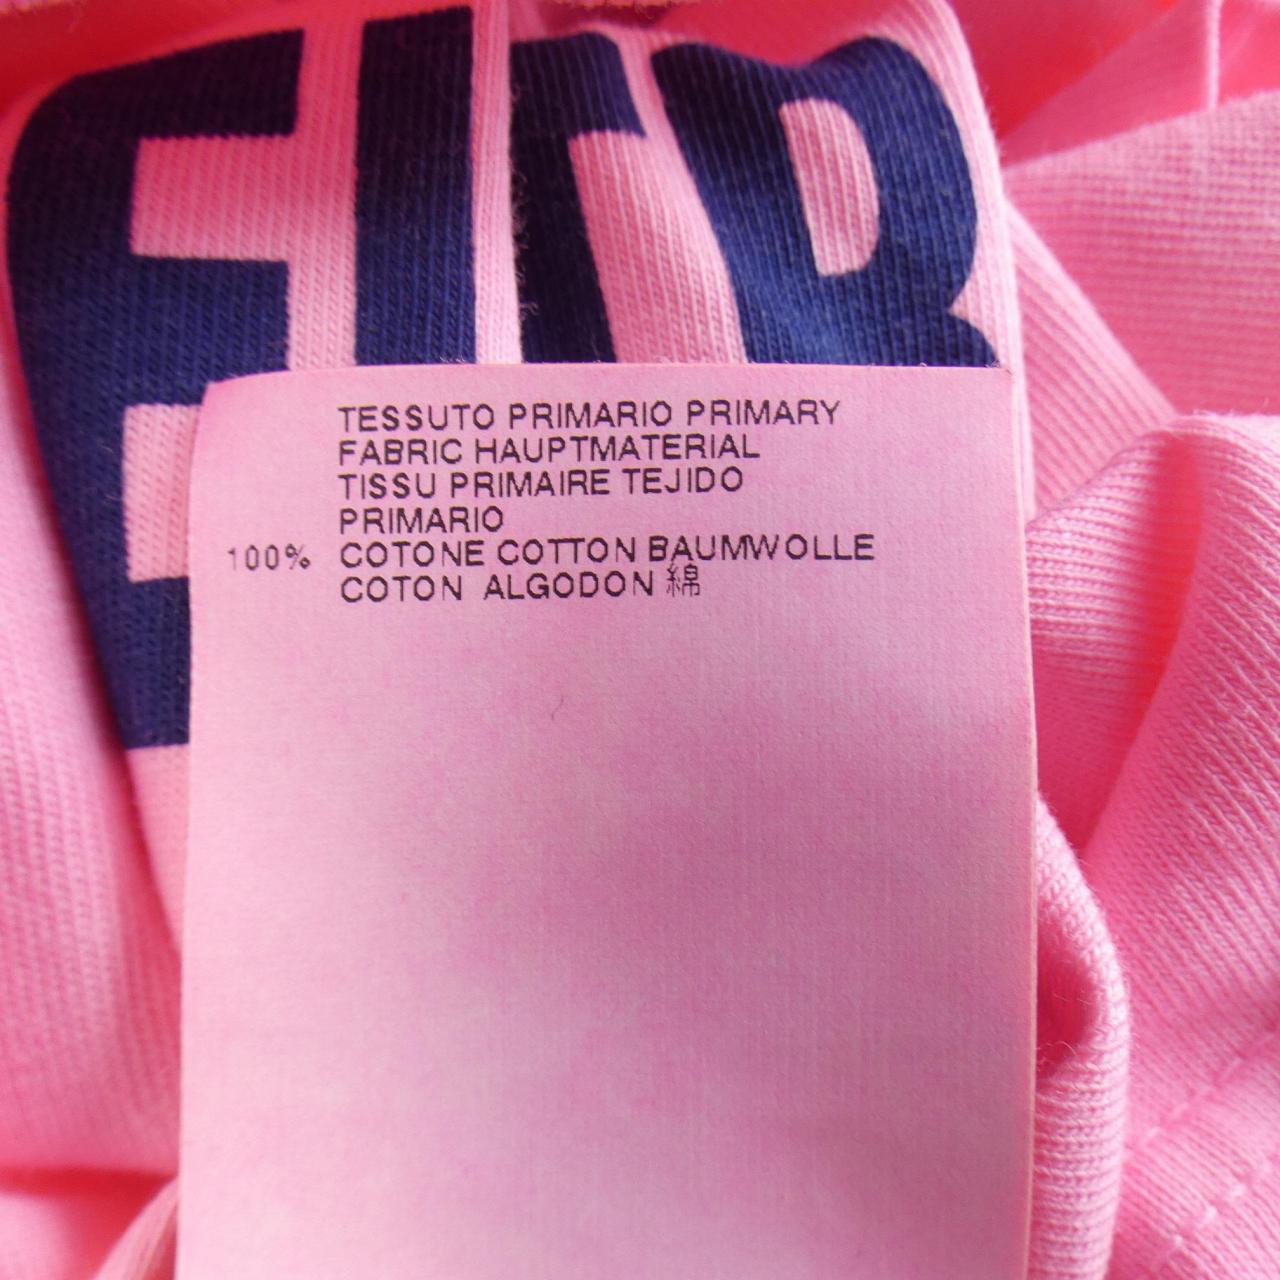 TESSUTO PRIMARIO PRIMARY
FABRIC HAUPTMATERIAL
TISSU PRIMAIRE TEJIDO
PRIMARIO
100% COTONE COTTON BAUMWOLLE
COTON ALGODON 綿